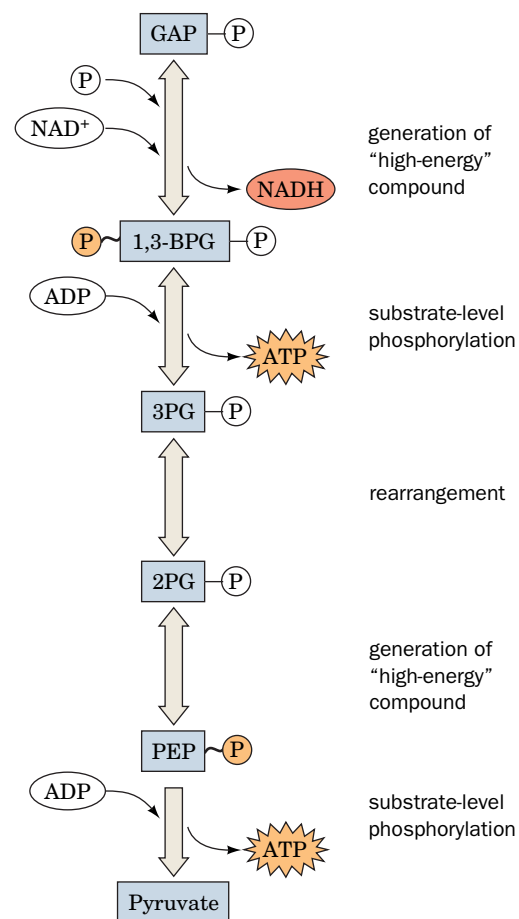 GAP P
P
NAD+
generation of
“high-energy”
compound
NADH
P 1,3-BPG P
ADP
substrate-level
phosphorylation
ATP
3PG P
rearrangement
2PG P
generation of
“high-energy”
compound
PEP P
ADP
substrate-level
phosphorylation
ATP
Pyruvate